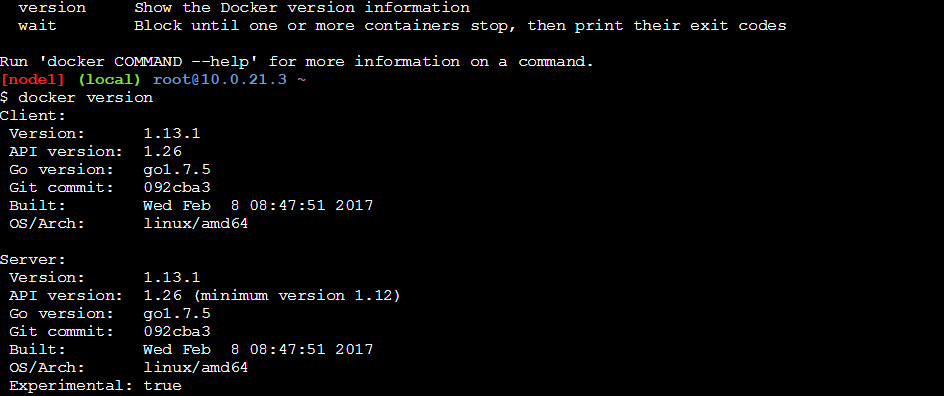 version     Show the Docker version information
wait        Block until one or more containers stop, then print their exit codes

Run 'docker COMMAND --help' for more information on a command.
[node1] (local) root@10.0.21.3 ~
$ docker version
Client:
 Version:      1.13.1
 API version:  1.26
 Go version:   go1.7.5
 Git commit:   092cba3
 Built:        Wed Feb  8 08:47:51 2017
 OS/Arch:      linux/amd64

Server:
 Version:      1.13.1
 API version:  1.26 (minimum version 1.12)
 Go version:   go1.7.5
 Git commit:   092cba3
 Built:        Wed Feb  8 08:47:51 2017
 OS/Arch:      linux/amd64
 Experimental: true